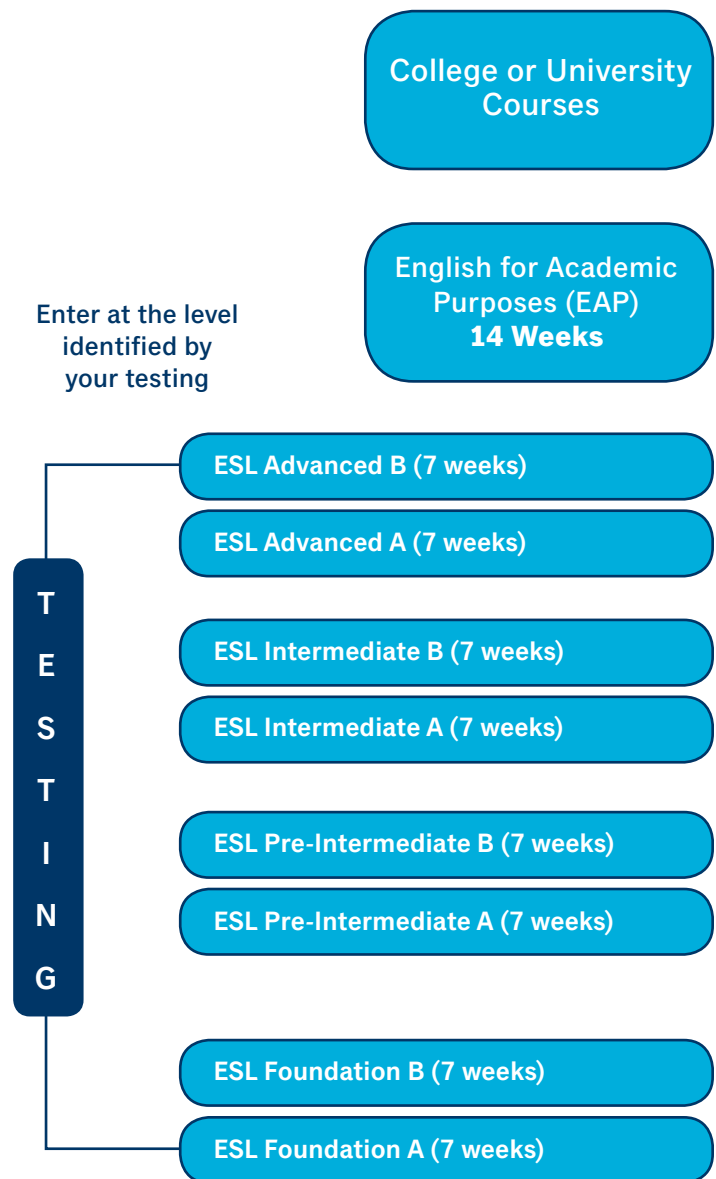 College or University
Courses
English for Academic
Purposes (EAP)
14 Weeks
Enter at the level
identified by
your testing
ESL Advanced B (7 weeks)
ESL Advanced A (7 weeks)
ESL Intermediate B (7 weeks)
ESL Intermediate A (7 weeks)
ESL Pre-Intermediate B (7 weeks)
ESL Pre-Intermediate A (7 weeks)
ESL Foundation B (7 weeks)
ESL Foundation A (7 weeks)
T
E
S
T
I
N
G